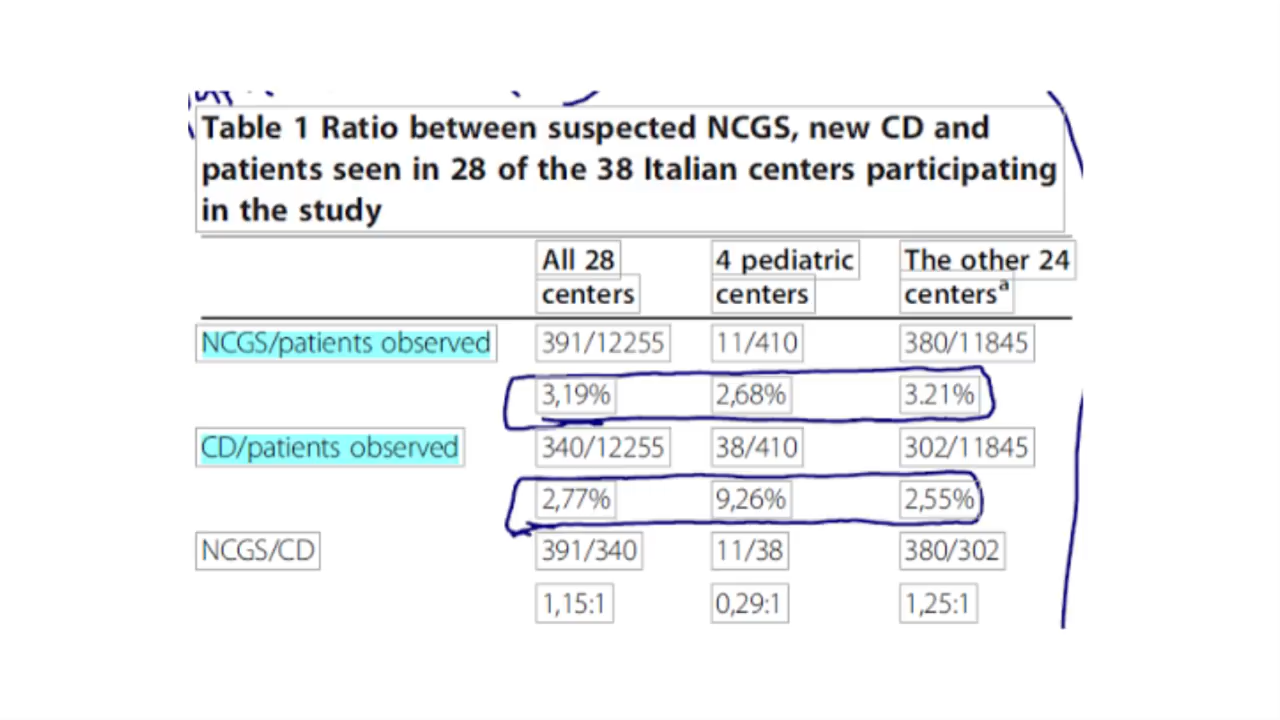 Table 1 Ratio between suspected NCGS, new CD and
patients seen in 28 of the 38 Italian centers participating
in the study
All 28 4 pediatric The other 24
centers centers centersª
NCGS/patients observed 391/12255 11/410 380/11845
3,19% 2,68% 3.21%
CD/patients observed 340/12255 38/410 302/11845
2,77% 9,26% 2,55%
NCGS/CD 391/340 11/38 380/302
1,15:1 0,29:1 1,25:1